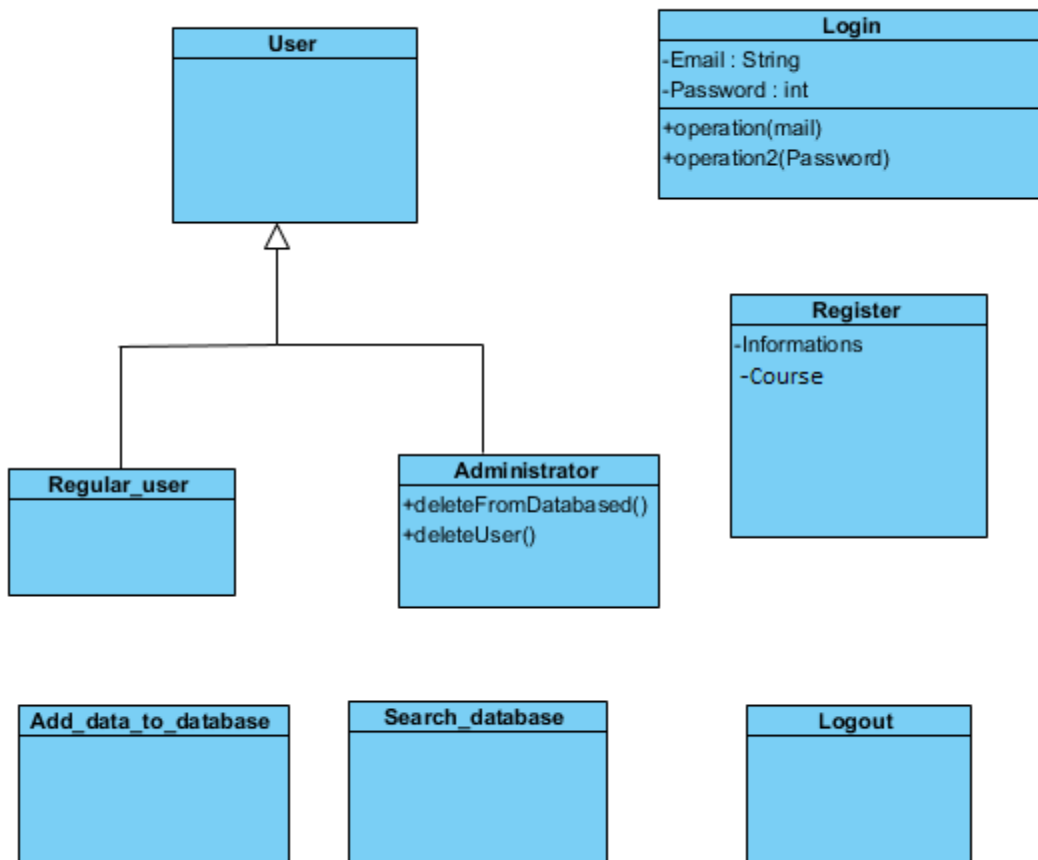 User
Login
-Email : String
-Password : int
+operation(mail)
+operation2(Password)
Register
-Informations
-Course
Regular_user
Administrator
+deleteFromDatabased()
+deleteUser()
Add_data_to_database
Search_database
Logout